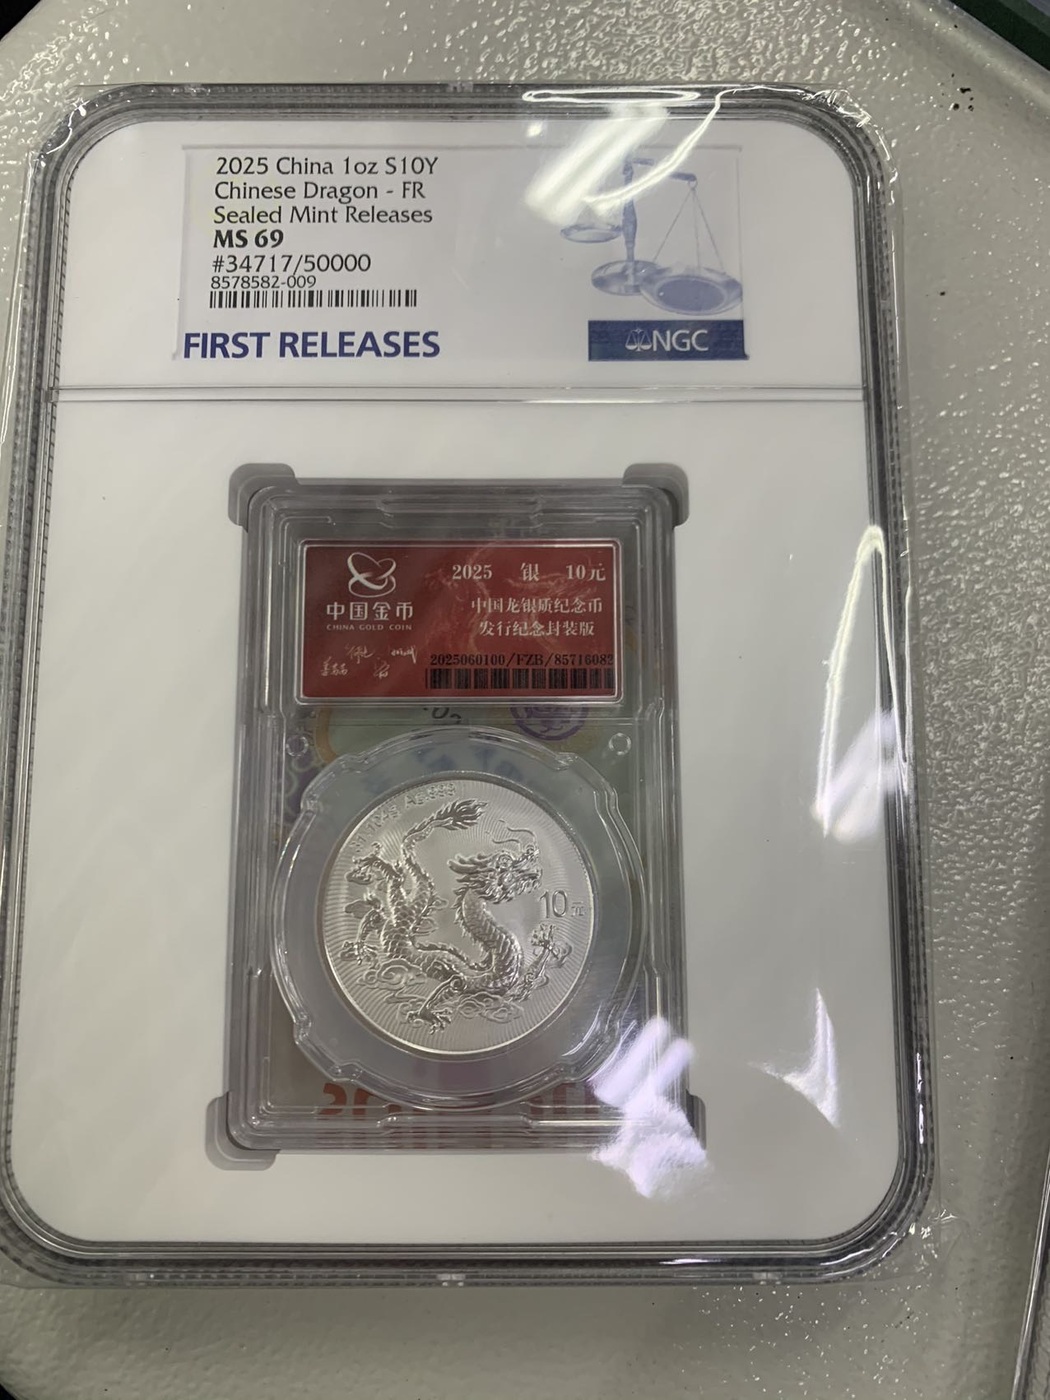 2025 China 1oz S10Y
Chinese Dragon - FR
Sealed Mint Releases
MS 69
#34717/50000
8578582-009
FIRST RELEASES
NGC
中国金币
CHINA GOLD COIN
2025 银 10元
中国龙银质纪念币
发行纪念封装版
2025060100/FZB/85716082
Ag.999
10元